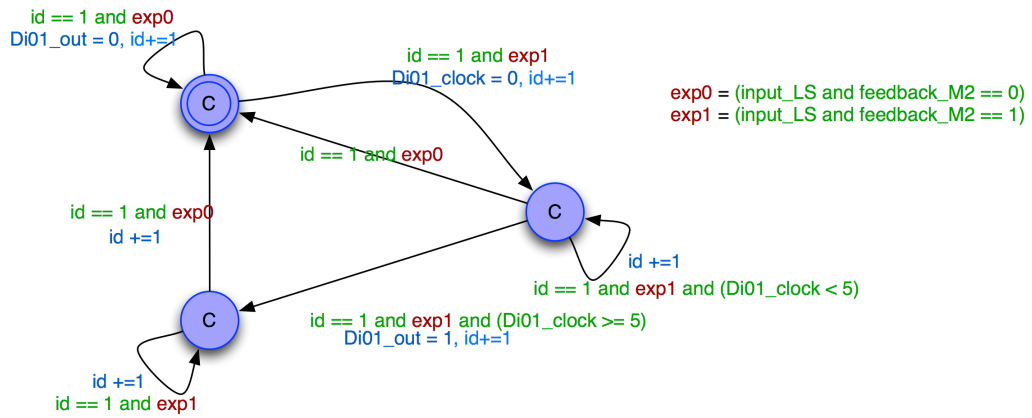 id == 1 and exp0
Di01_out = 0, id+=1
C
id == 1 and exp1
Di01_clock = 0, id+=1
exp0 = (input_LS and feedback_M2 == 0)
exp1 = (input_LS and feedback_M2 == 1)
id == 1 and exp0
C
id == 1 and exp0
id +=1
id +=1
id == 1 and exp1 and (Di01_clock < 5)
C
id == 1 and exp1 and (Di01_clock >= 5)
Di01_out = 1, id+=1
id +=1
id == 1 and exp1